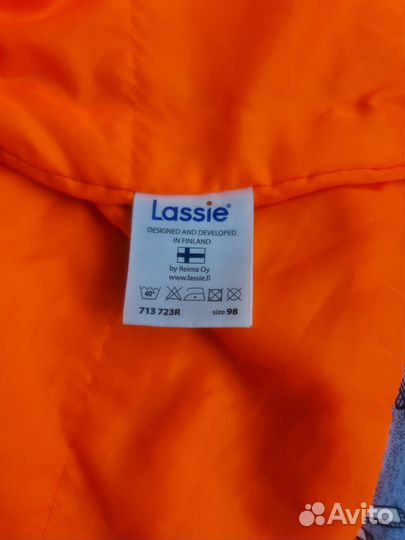 Lassie®
DESIGNED AND DEVELOPED
IN FINLAND
by Reima Oy
www.lassie.fi
40°
713 723R size 98
Avito